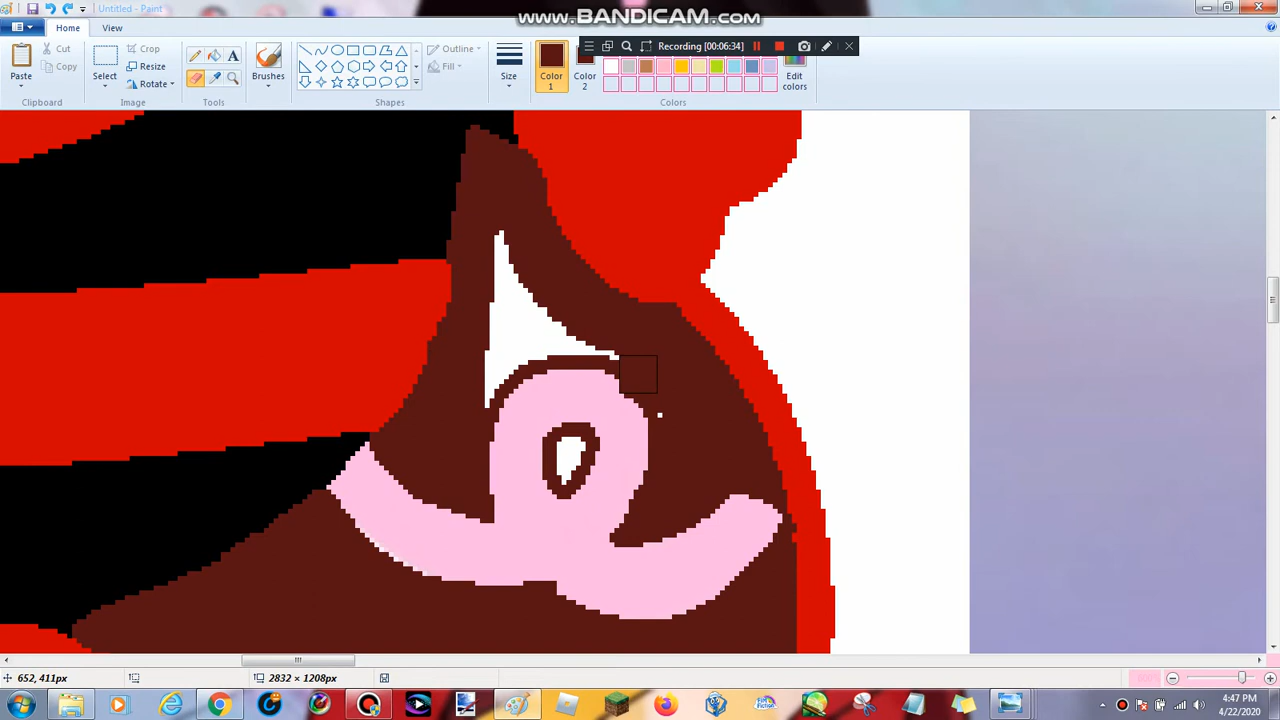 www.BANDICAM.com
Untitled - Paint
Home
View
Recording [00:06:34]
Paste
Cut
Copy
Clipboard
Select
Crop
Resize
Rotate
Image
Tools
Brushes
Shapes
Outline
Fill
Size
Color
1
Color
2
Edit
colors
Colors
652, 411px
2832 × 1208px
4:47 PM
4/22/2020